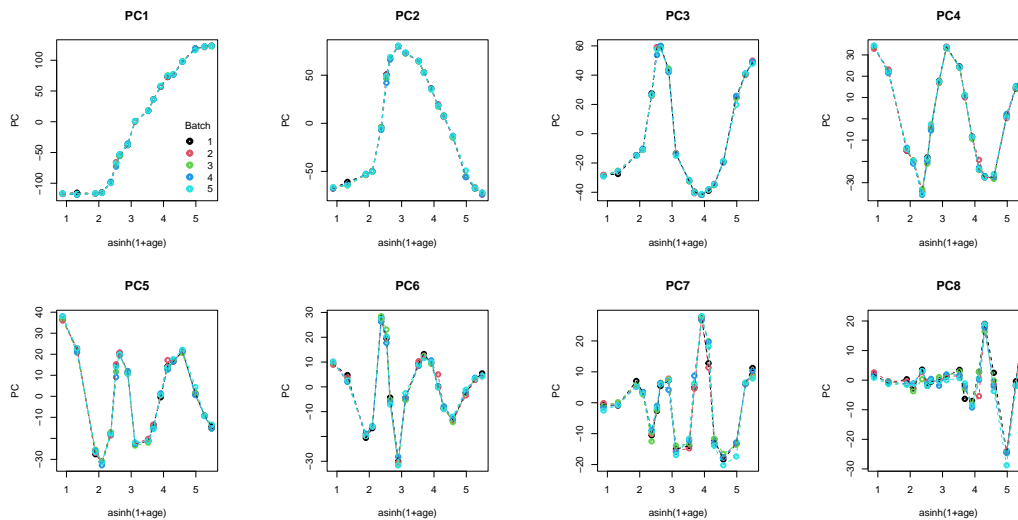 PC1 PC2 PC3 PC4
PC
−100 −50 0 50 100
Batch
1
2
3
4
5
1 2 3 4 5
asinh(1+age)
PC
−50 0 50
1 2 3 4 5
asinh(1+age)
PC
−40 −20 0 20 40 60
1 2 3 4 5
asinh(1+age)
PC
−30 −10 0 10 20 30
1 2 3 4 5
asinh(1+age)
PC5 PC6 PC7 PC8
PC
−30 −10 0 10 20 30 40
1 2 3 4 5
asinh(1+age)
PC
−30 −20 −10 0 10 20 30
1 2 3 4 5
asinh(1+age)
PC
−20 −10 0 10 20
1 2 3 4 5
asinh(1+age)
PC
−30 −20 −10 0 10 20
1 2 3 4 5
asinh(1+age)